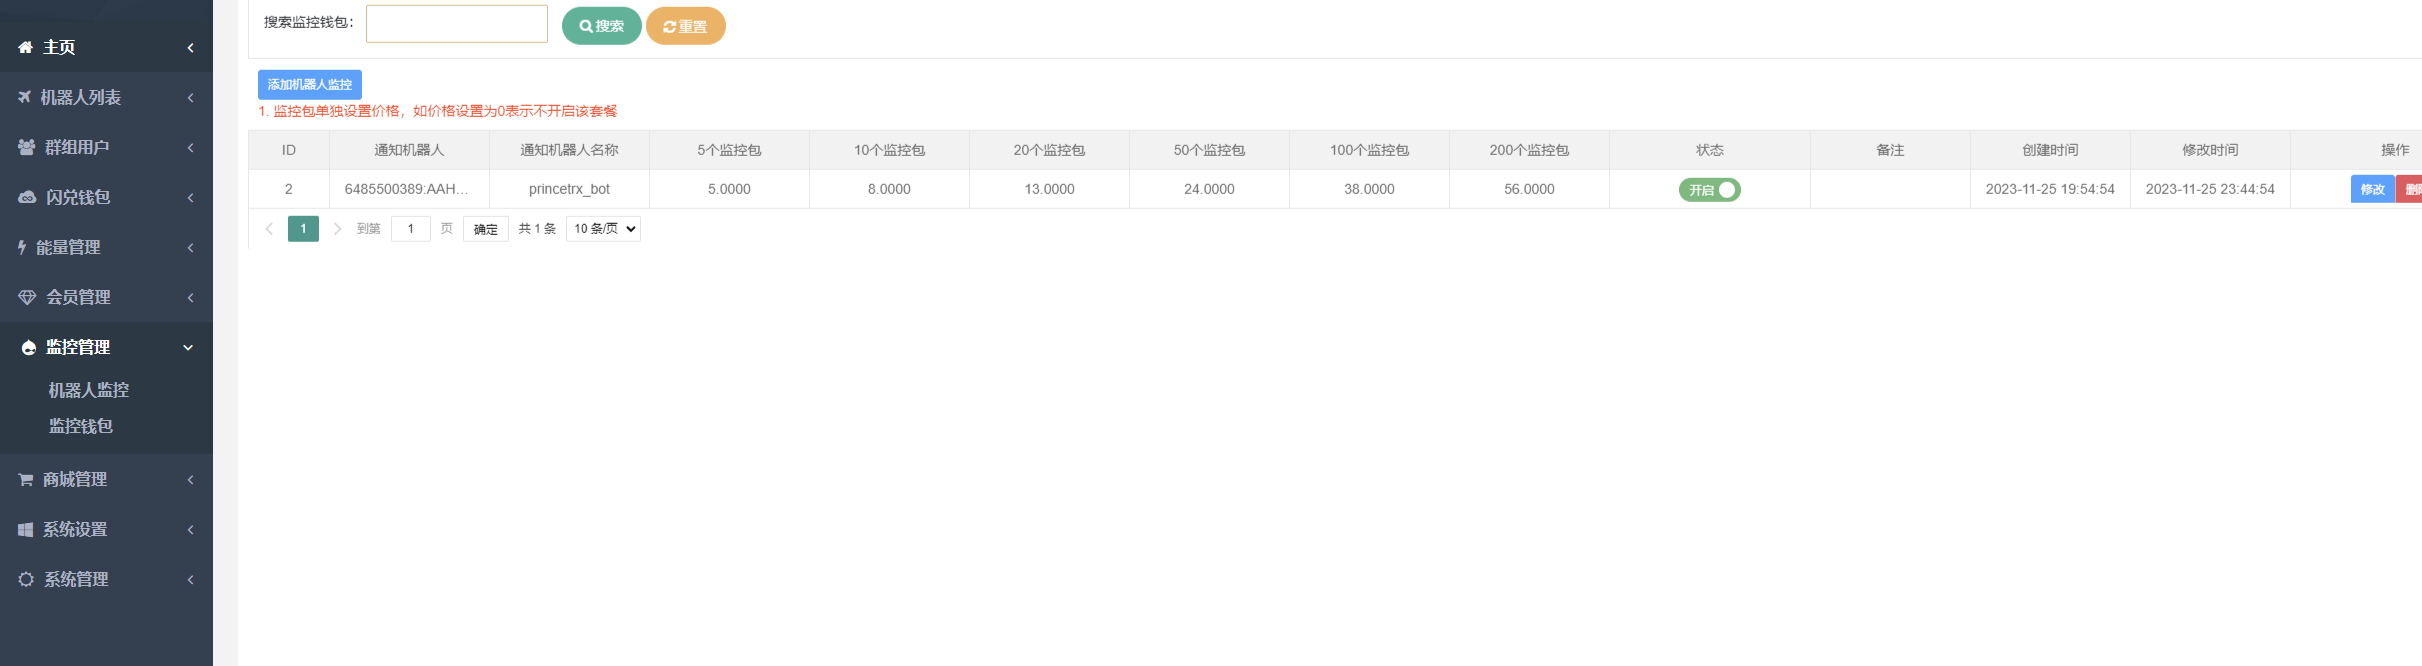 主页
机器人列表
群组用户
闪兑钱包
能量管理
会员管理
监控管理
机器人监控
监控钱包
商城管理
系统设置
系统管理
搜索监控钱包： 搜索 重置
添加机器人监控
1. 监控包单独设置价格，如价格设置为0表示不开启该套餐
ID 通知机器人 通知机器人名称 5个监控包 10个监控包 20个监控包 50个监控包 100个监控包 200个监控包 状态 备注 创建时间 修改时间 操作
2 6485500389:AAH... princetrx_bot 5.0000 8.0000 13.0000 24.0000 38.0000 56.0000 开启 2023-11-25 19:54:54 2023-11-25 23:44:54 修改
1 到第 1 页 确定 共 1 条 10 条/页